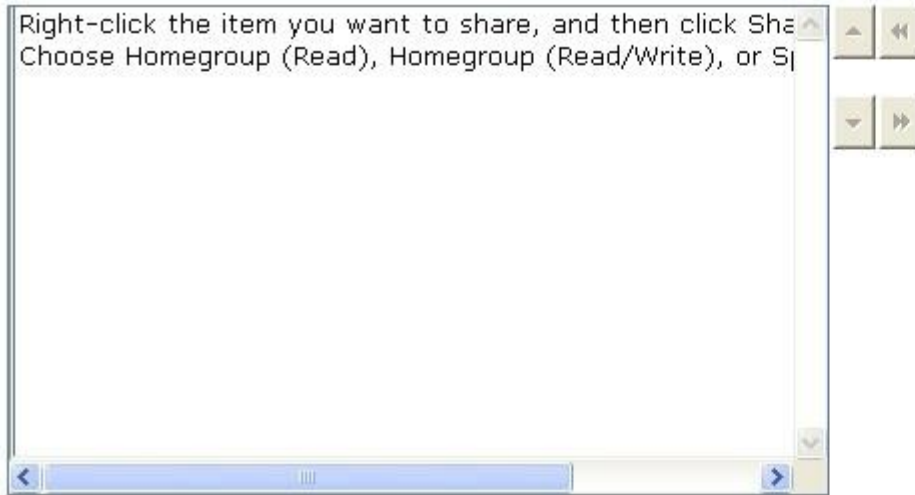 Right-click the item you want to share, and then click Sha
Choose Homegroup (Read), Homegroup (Read/Write), or Sp